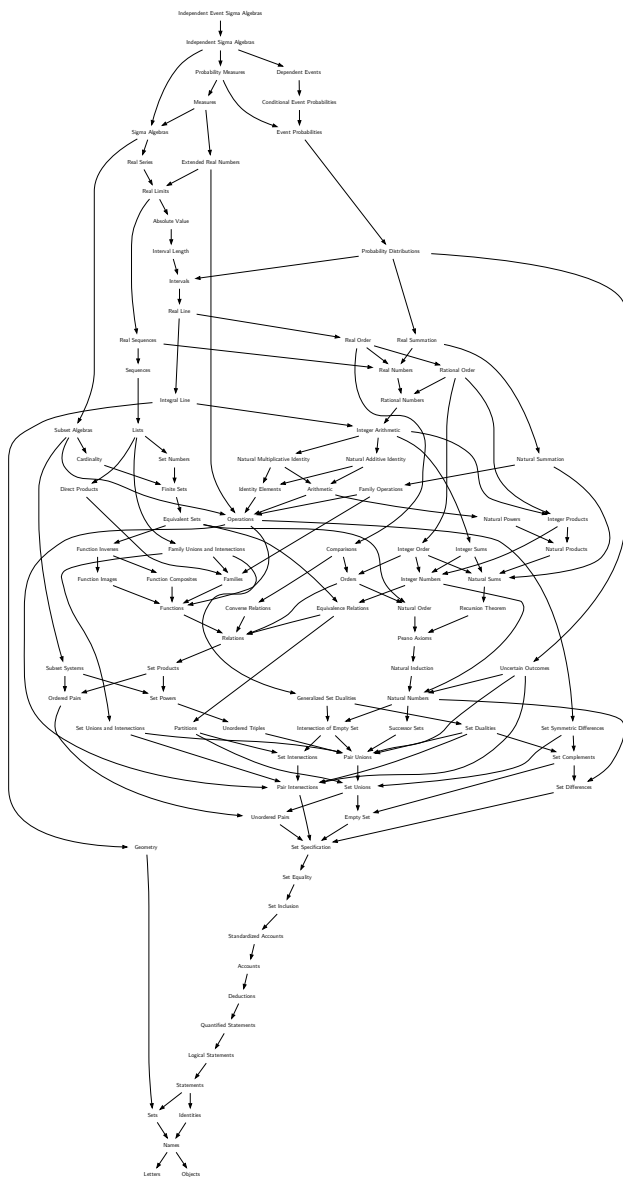 Independent Event Sigma Algebras
Independent Sigma Algebras
Probability Measures
Dependent Events
Measures
Conditional Event Probabilities
Sigma Algebras
Event Probabilities
Real Series
Extended Real Numbers
Real Limits
Absolute Value
Interval Length
Probability Distributions
Intervals
Real Line
Real Sequences
Real Order
Real Summation
Sequences
Real Numbers
Rational Order
Integral Line
Rational Numbers
Subset Algebras
Lists
Integer Arithmetic
Cardinality
Set Numbers
Natural Multiplicative Identity
Natural Additive Identity
Natural Summation
Direct Products
Finite Sets
Identity Elements
Arithmetic
Family Operations
Equivalent Sets
Operations
Natural Powers
Integer Products
Function Inverses
Family Unions and Intersections
Comparisons
Integer Order
Integer Sums
Natural Products
Function Images
Function Composites
Families
Orders
Integer Numbers
Natural Sums
Functions
Converse Relations
Equivalence Relations
Natural Order
Recursion Theorem
Relations
Peano Axioms
Subset Systems
Set Products
Natural Induction
Uncertain Outcomes
Ordered Pairs
Set Powers
Generalized Set Dualities
Natural Numbers
Set Unions and Intersections
Partitions
Unordered Triples
Intersection of Empty Set
Successor Sets
Set Dualities
Set Symmetric Differences
Set Intersections
Pair Unions
Set Complements
Pair Intersections
Set Unions
Set Differences
Unordered Pairs
Empty Set
Geometry
Set Specification
Set Equality
Set Inclusion
Standardized Accounts
Accounts
Deductions
Quantified Statements
Logical Statements
Statements
Sets
Identities
Names
Letters
Objects